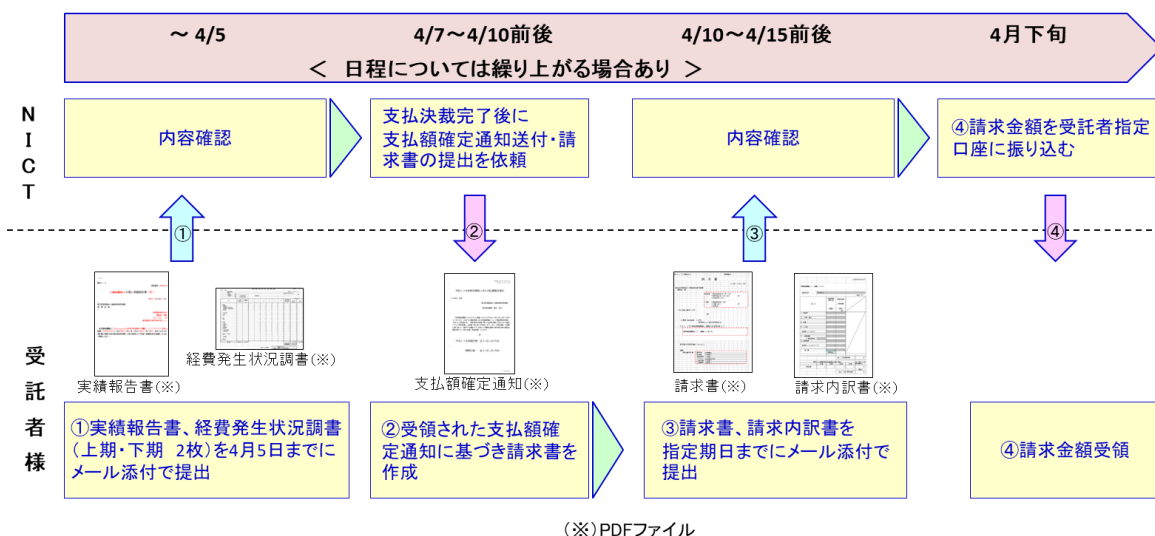 ～ 4/5
4/7～4/10前後
4/10～4/15前後
4月下旬
＜ 日程については繰り上がる場合あり ＞
NICT
内容確認
支払決裁完了後に
支払額確定通知送付・請
求書の提出を依頼
内容確認
④請求金額を受託者指定
口座に振り込む
①
②
③
④
受託者様
実績報告書(※)
経費発生状況調書(※)
支払額確定通知(※)
請求書(※)
請求内訳書(※)
①実績報告書、経費発生状況調書
（上期・下期 2枚）を4月5日までに
メール添付で提出
②受領された支払額確
定通知に基づき請求書を
作成
③請求書、請求内訳書を
指定期日までにメール添付で
提出
④請求金額受領
（※）PDFファイル